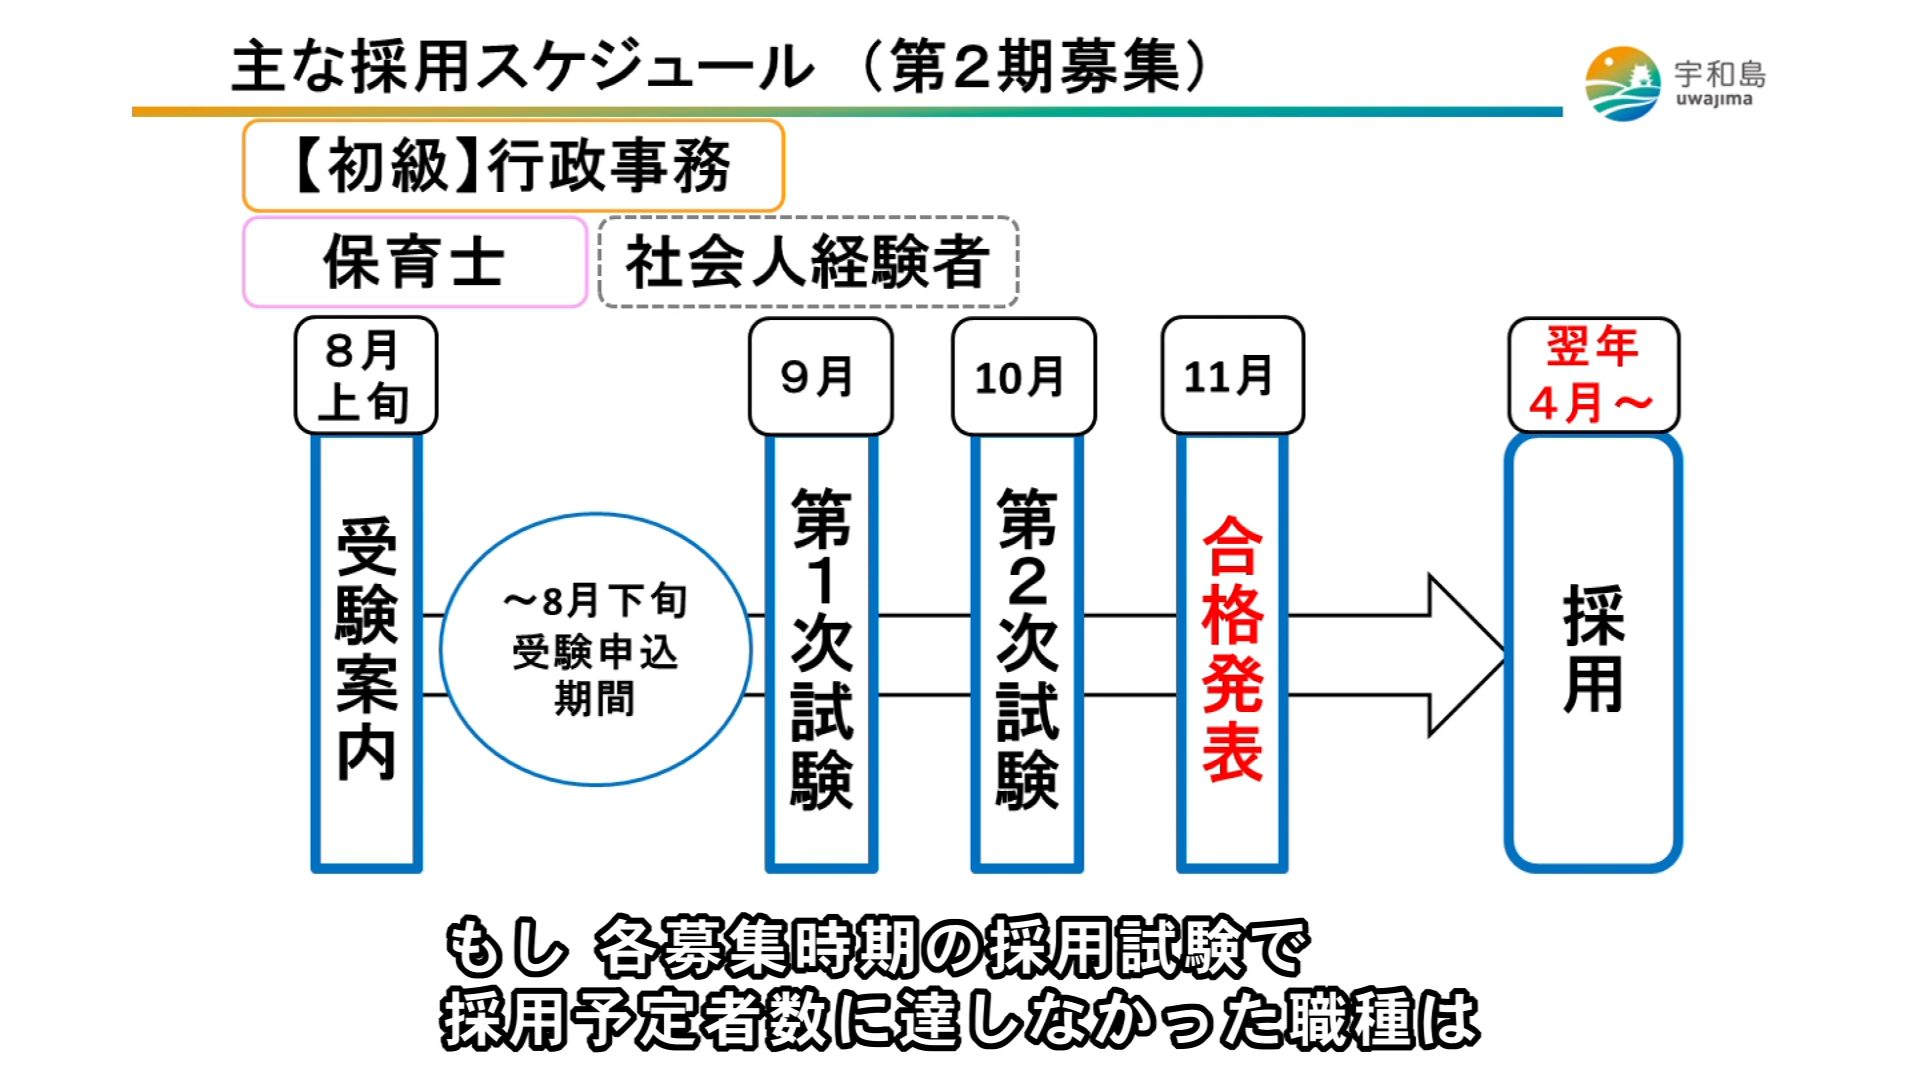 主な採用スケジュール（第２期募集）
宇和島
uwajima
【初級】行政事務
保育士
社会人経験者
８月
上旬
９月
10月
11月
翌年
４月～
受験案内
～8月下旬
受験申込
期間
第１次試験
第２次試験
合格発表
採用
もし 各募集時期の採用試験で
採用予定者数に達しなかった職種は